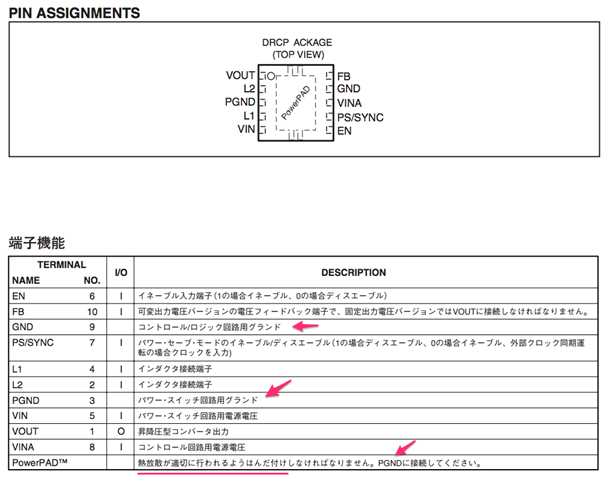 PIN ASSIGNMENTS
DRCP ACKAGE
(TOP VIEW)
VOUT
L2
PGND
L1
VIN
PowerPAD
FB
GND
VINA
PS/SYNC
EN
端子機能
TERMINAL I/O DESCRIPTION
NAME NO.
EN 6 I イネーブル入力端子(1の場合イネーブル、0の場合ディスエーブル)
FB 10 I 可変出力電圧バージョンの電圧フィードバック端子で、固定出力電圧バージョンではVOUTに接続しなければなりません。
GND 9 コントロール/ロジック回路用グランド
PS/SYNC 7 I パワー・セーブ・モードのイネーブル/ディスエーブル(1の場合ディスエーブル、0の場合イネーブル、外部クロック同期運
転の場合クロックを入力)
L1 4 I インダクタ接続端子
L2 2 I インダクタ接続端子
PGND 3 パワー・スイッチ回路用グランド
VIN 5 I パワー・スイッチ回路用電源電圧
VOUT 1 O 昇降圧型コンバータ出力
VINA 8 I コントロール回路用電源電圧
PowerPAD™ 熱放散が適切に行われるようはんだ付けしなければなりません。PGNDに接続してください。